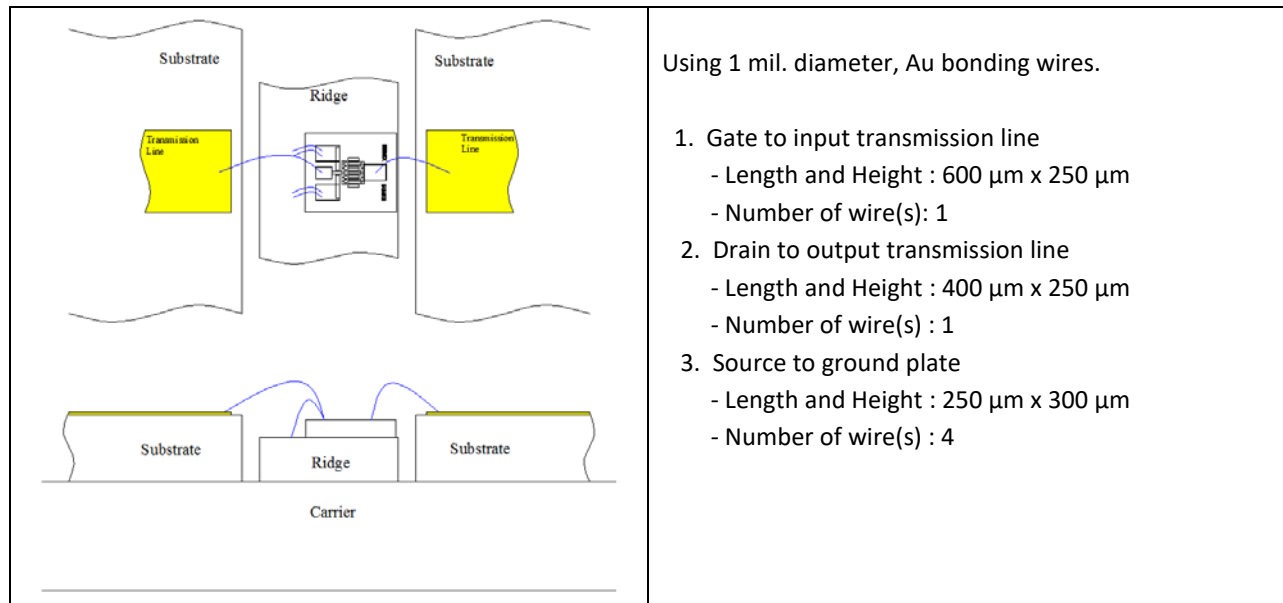 Substrate
Substrate
Ridge
Transmission
Line
Transmission
Line
Substrate
Ridge
Substrate
Carrier
Using 1 mil. diameter, Au bonding wires.
1. Gate to input transmission line
- Length and Height : 600 µm x 250 µm
- Number of wire(s): 1
2. Drain to output transmission line
- Length and Height : 400 µm x 250 µm
- Number of wire(s) : 1
3. Source to ground plate
- Length and Height : 250 µm x 300 µm
- Number of wire(s) : 4